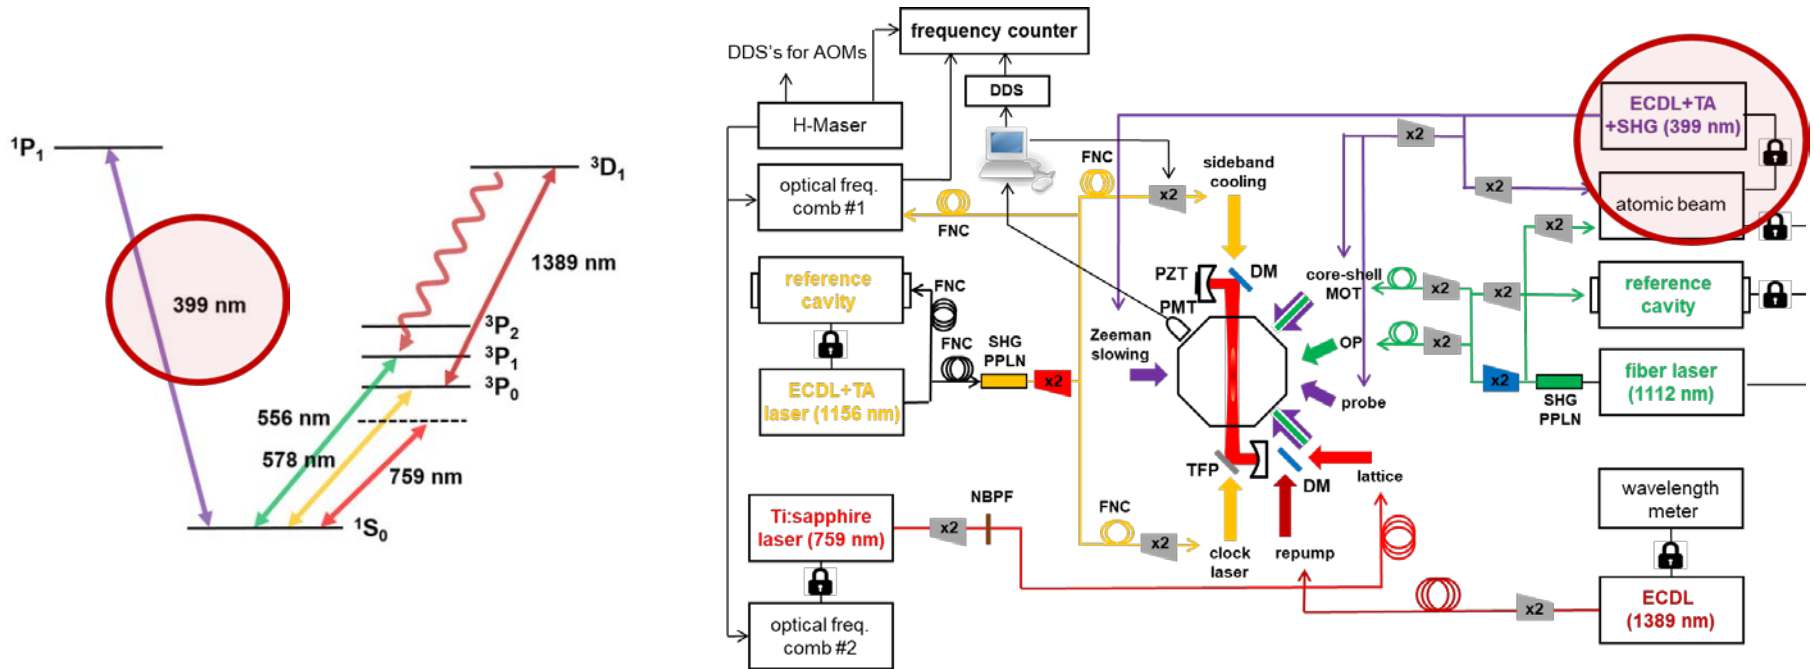 ¹P₁
³D₁
1389 nm
399 nm
³P₂
³P₁
³P₀
556 nm
578 nm
759 nm
¹S₀
frequency counter
DDS's for AOMs
DDS
H-Maser
optical freq.
comb #1
FNC
FNC
x2
sideband
cooling
reference
cavity
FNC
ECDL+TA
laser (1156 nm)
FNC
SHG
PPLN
x2
PZT
DM
PMT
Zeeman
slowing
core-shell
MOT
OP
probe
TFP
DM
lattice
clock
laser
repump
FNC
x2
Ti:sapphire
laser (759 nm)
x2
NBPF
optical freq.
comb #2
ECDL+TA
+SHG (399 nm)
x2
x2
atomic beam
x2
x2
x2
reference
cavity
x2
x2
SHG
PPLN
fiber laser
(1112 nm)
wavelength
meter
x2
ECDL
(1389 nm)